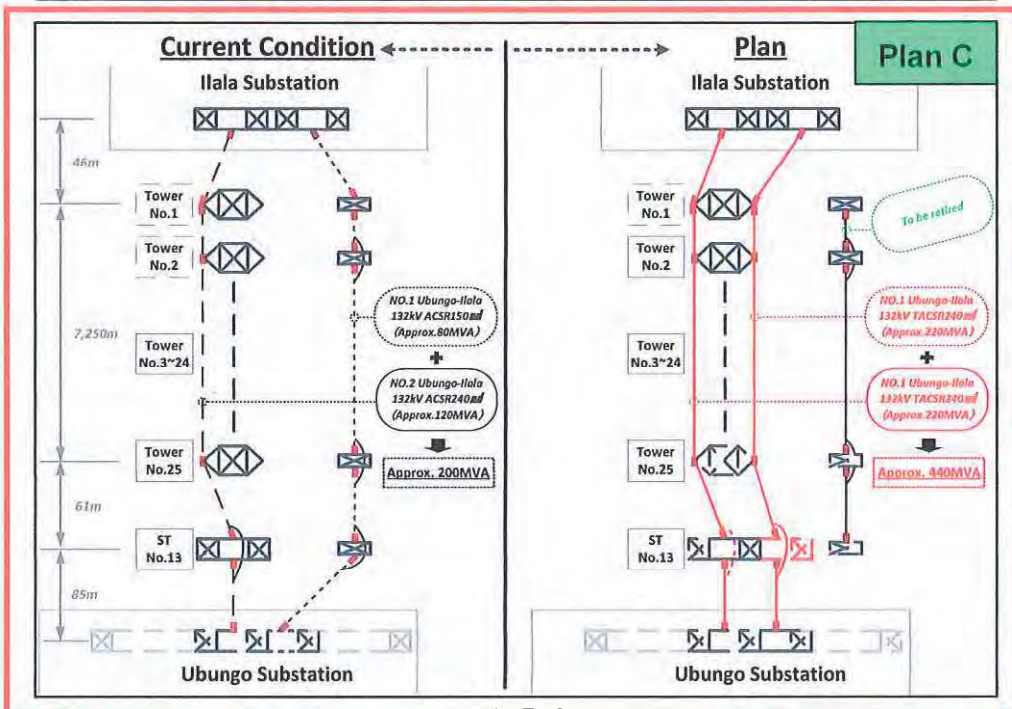 Current Condition
Plan
Plan C
Ilala Substation
Ilala Substation
46m
Tower
No.1
Tower
No.2
7,250m
NO.1 Ubungo-Ilala
132kV ACSR150㎟
(Approx.80MVA)
+
Tower
No.3~24
NO.2 Ubungo-Ilala
132kV ACSR240㎟
(Approx.120MVA)
Approx. 200MVA
Tower
No.25
61m
ST
No.13
85m
Ubungo Substation
Tower
No.1
To be retired
Tower
No.2
NO.1 Ubungo-Ilala
132kV TACSR240㎟
(Approx.220MVA)
+
Tower
No.3~24
NO.1 Ubungo-Ilala
132kV TACSR240㎟
(Approx.220MVA)
Approx. 440MVA
Tower
No.25
ST
No.13
Ubungo Substation